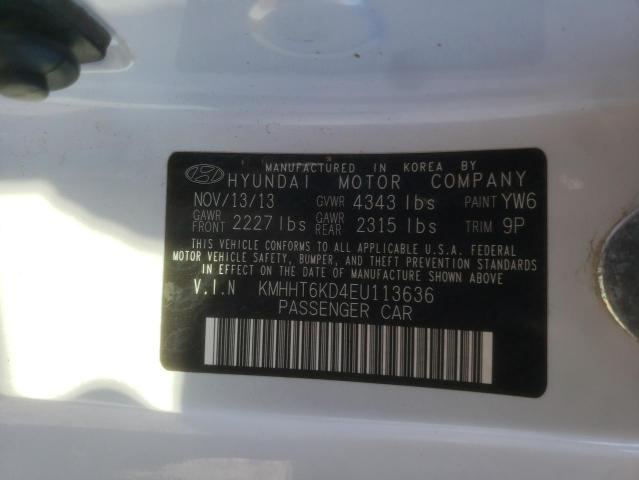 MANUFACTURED IN KOREA BY
HYUNDAI MOTOR COMPANY
NOV/13/13 GVWR 4343 lbs PAINT YW6
GAWR FRONT 2227 lbs GAWR REAR 2315 lbs TRIM 9P
THIS VEHICLE CONFORMS TO ALL APPLICABLE U.S.A. FEDERAL
MOTOR VEHICLE SAFETY, BUMPER, AND THEFT PREVENTION
STANDARDS IN EFFECT ON THE DATE OF MANUFACTURE SHOWN ABOVE
V.I.N KMHHT6KD4EU113636
PASSENGER CAR